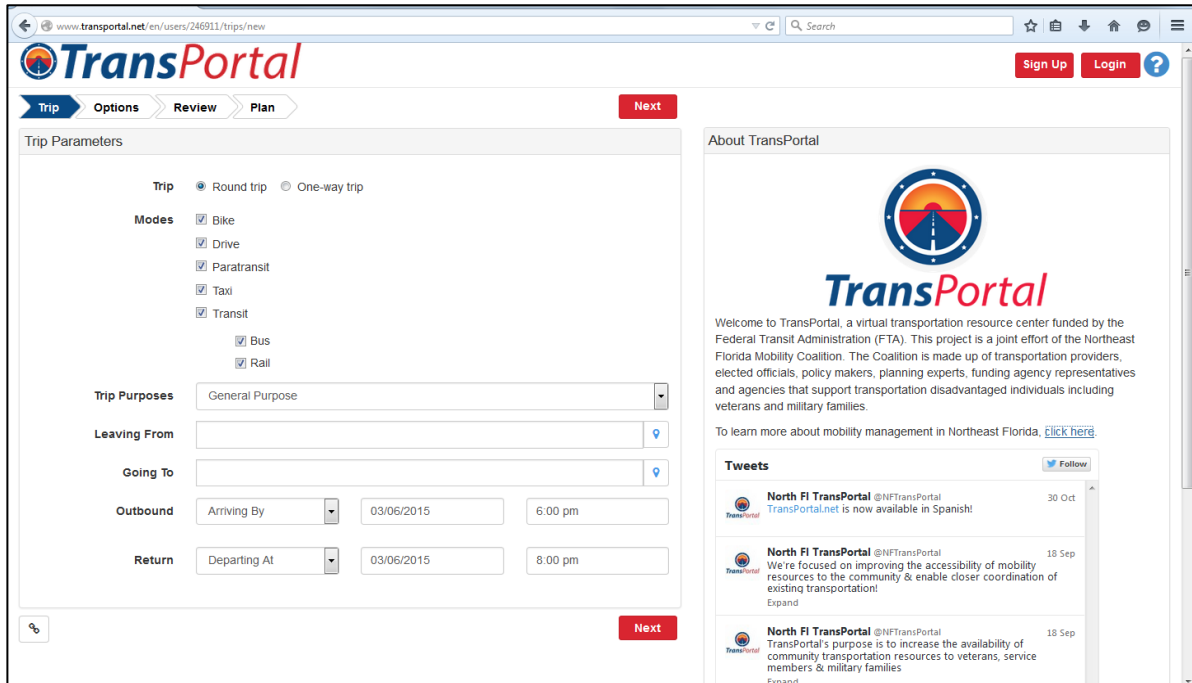 www.transportal.net/en/users/246911/trips/new
Search
TransPortal
Sign Up
Login
?
Trip
Options
Review
Plan
Next
Trip Parameters
Trip
Round trip
One-way trip
Modes
Bike
Drive
Paratransit
Taxi
Transit
Bus
Rail
Trip Purposes
General Purpose
Leaving From
Going To
Outbound
Arriving By
03/06/2015
6:00 pm
Return
Departing At
03/06/2015
8:00 pm
Next
About TransPortal
TransPortal
Welcome to TransPortal, a virtual transportation resource center funded by the
Federal Transit Administration (FTA). This project is a joint effort of the Northeast
Florida Mobility Coalition. The Coalition is made up of transportation providers,
elected officials, policy makers, planning experts, funding agency representatives
and agencies that support transportation disadvantaged individuals including
veterans and military families.
To learn more about mobility management in Northeast Florida, click here.
Tweets
Follow
TransPortal
North Fl TransPortal @NFTransPortal
30 Oct
TransPortal.net is now available in Spanish!
TransPortal
North Fl TransPortal @NFTransPortal
18 Sep
We're focused on improving the accessibility of mobility
resources to the community & enable closer coordination of
existing transportation!
Expand
TransPortal
North Fl TransPortal @NFTransPortal
18 Sep
TransPortal's purpose is to increase the availability of
community transportation resources to veterans, service
members & military families
Expand